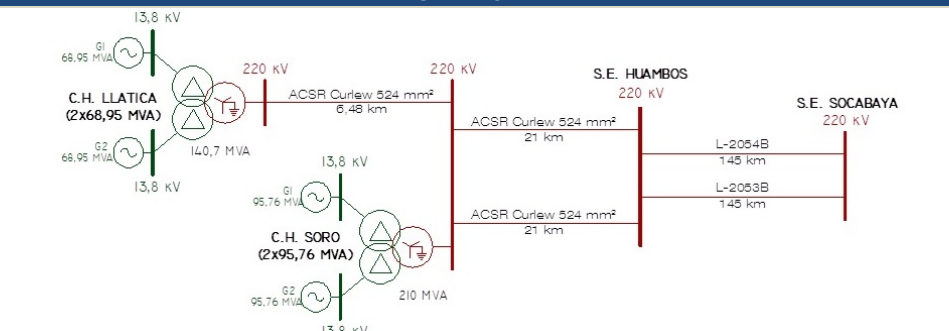 13,8 kV
G1
68,95 MVA
C.H. LLATICA
(2x68,95 MVA)
G2
68,95 MVA
13,8 kV
140,7 MVA
220 kV
ACSR Curlew 524 mm²
6,48 km
220 kV
13,8 kV
G1
95,76 MVA
C.H. SORO
(2x95,76 MVA)
G2
95,76 MVA
13,8 kV
210 MVA
ACSR Curlew 524 mm²
21 km
ACSR Curlew 524 mm²
21 km
S.E. HUAMBOS
220 kV
L-2054B
145 km
L-2053B
145 km
S.E. SOCABAYA
220 kV